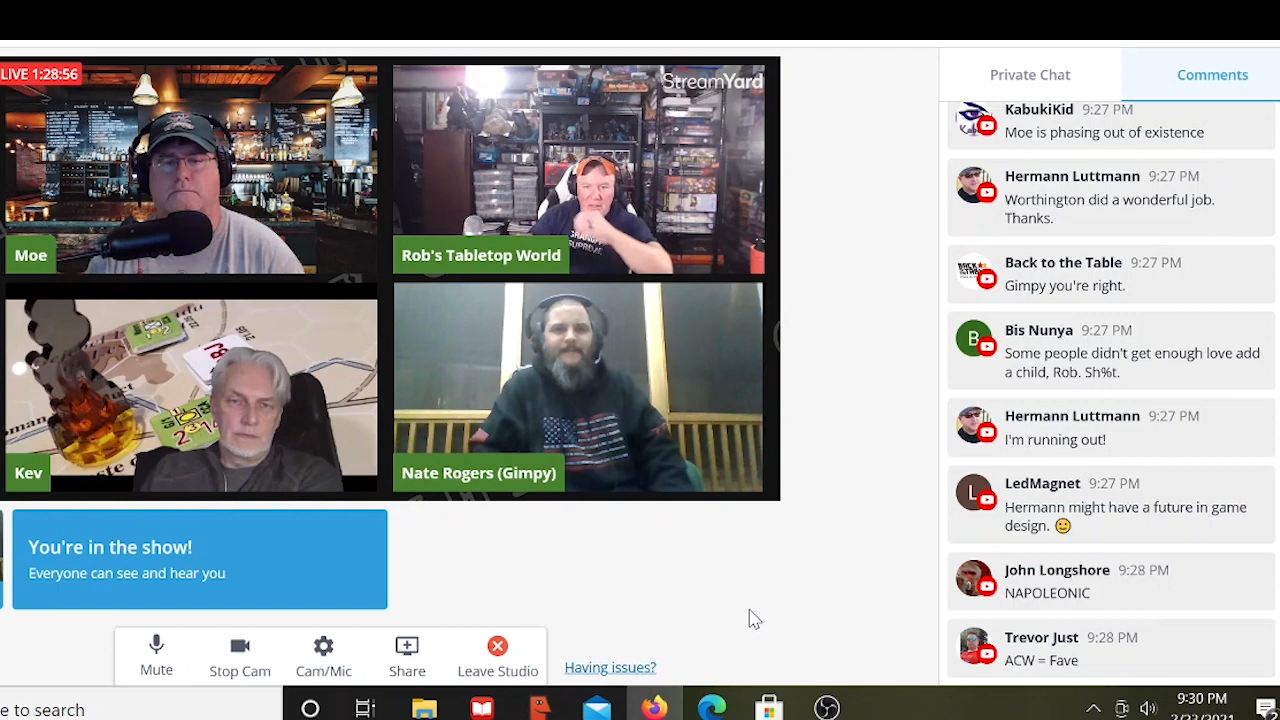 LIVE 1:28:56
StreamYard
GRANDPA
SUPREME
Moe
Rob's Tabletop World
Kev
Nate Rogers (Gimpy)
You're in the show!
Everyone can see and hear you
Mute
Stop Cam
Cam/Mic
Share
Leave Studio
Having issues?
Private Chat
Comments
KabukiKid 9:27 PM
Moe is phasing out of existence
Hermann Luttmann 9:27 PM
Worthington did a wonderful job.
Thanks.
Back to the Table 9:27 PM
Gimpy you're right.
Bis Nunya 9:27 PM
Some people didn't get enough love add
a child, Rob. Sh%t.
Hermann Luttmann 9:27 PM
I'm running out!
LedMagnet 9:27 PM
Hermann might have a future in game
design.
John Longshore 9:28 PM
NAPOLEONIC
Trevor Just 9:28 PM
ACW = Fave
e to search
9:30 PM